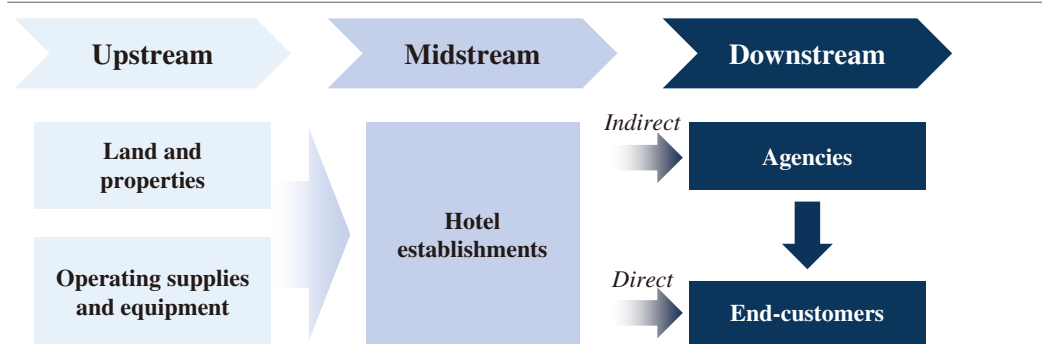 Upstream
Midstream
Downstream
Land and
properties
Operating supplies
and equipment
Hotel
establishments
Indirect
Agencies
Direct
End-customers